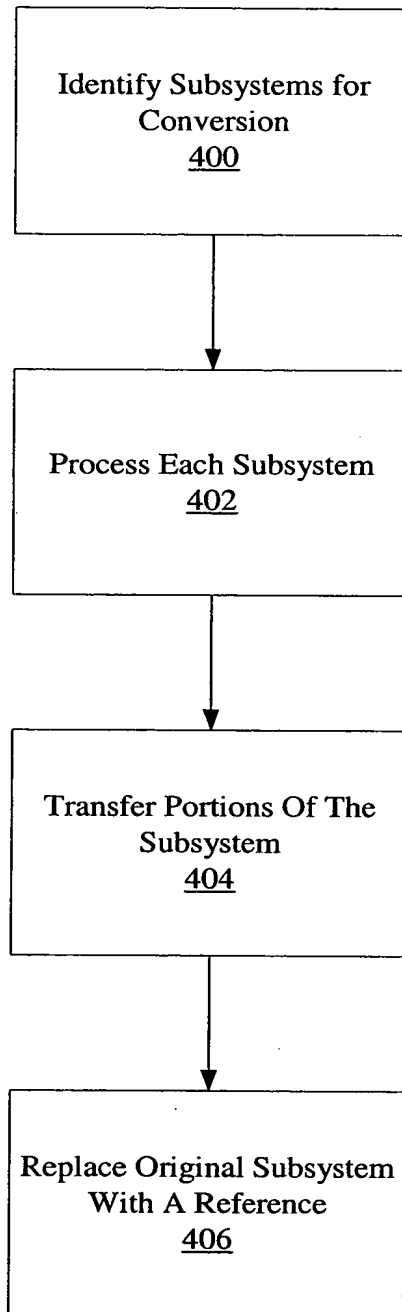 Identify Subsystems for
Conversion
400
Process Each Subsystem
402
Transfer Portions Of The
Subsystem
404
Replace Original Subsystem
With A Reference
406